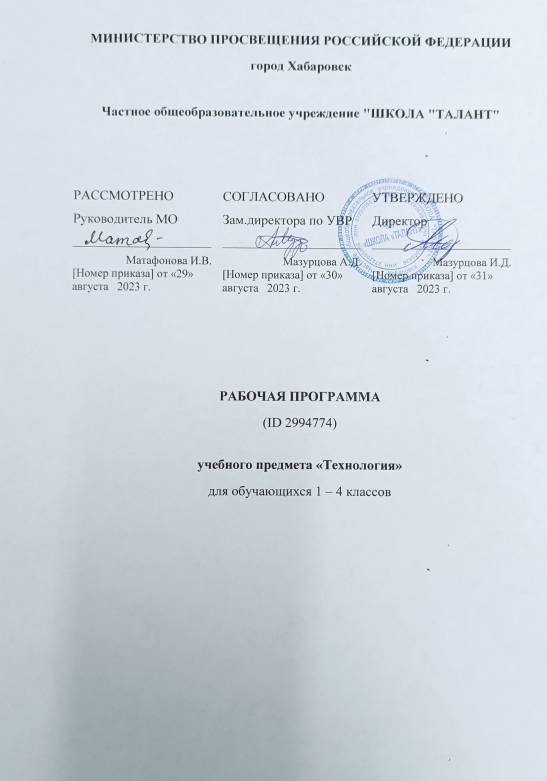 МИНИСТЕРСТВО ПРОСВЕЩЕНИЯ РОССИЙСКОЙ ФЕДЕРАЦИИ
город Хабаровск
Частное общеобразовательное учреждение "ШКОЛА "ТАЛАНТ"
РАССМОТРЕНО
Руководитель МО
Матафонова И.В.
[Номер приказа] от «29»
августа 2023 г.
СОГЛАСОВАНО
Зам.директора по УВР
Мазурцова А.Д.
[Номер приказа] от «30»
августа 2023 г.
УТВЕРЖДЕНО
Директор
Мазурцова И.Д.
[Номер приказа] от «31»
августа 2023 г.
«ШКОЛА «ТАЛАНТ»
РАБОЧАЯ ПРОГРАММА
(ID 2994774)
учебного предмета «Технология»
для обучающихся 1 – 4 классов